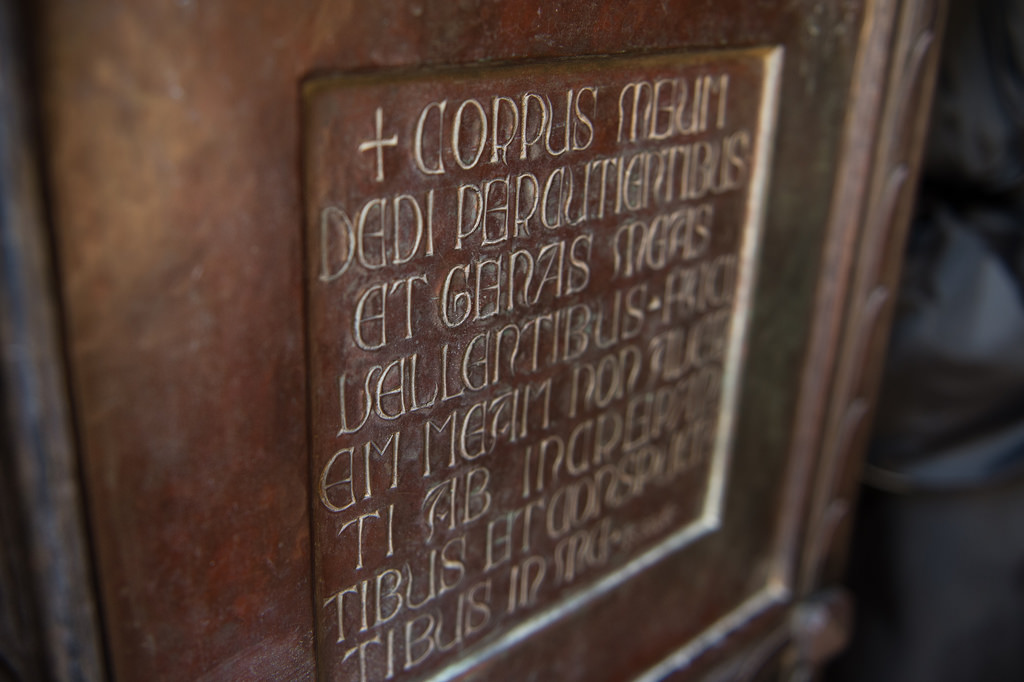 + CORPUS MEUM
DEDI PERCUTIENTIBUS
ET GENAS MEAS
VELLENTIBUS · FACI
EM MEAM NON AVER
TI AB INCREPAN
TIBUS ET CONSPUEN
TIBUS IN ME ·